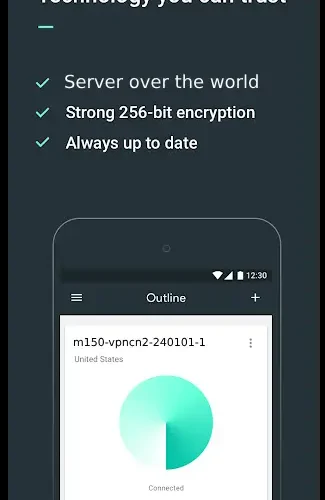 Technology you can trust
Server over the world
Strong 256-bit encryption
Always up to date
12:30
Outline
m150-vpncn2-240101-1
United States
Connected